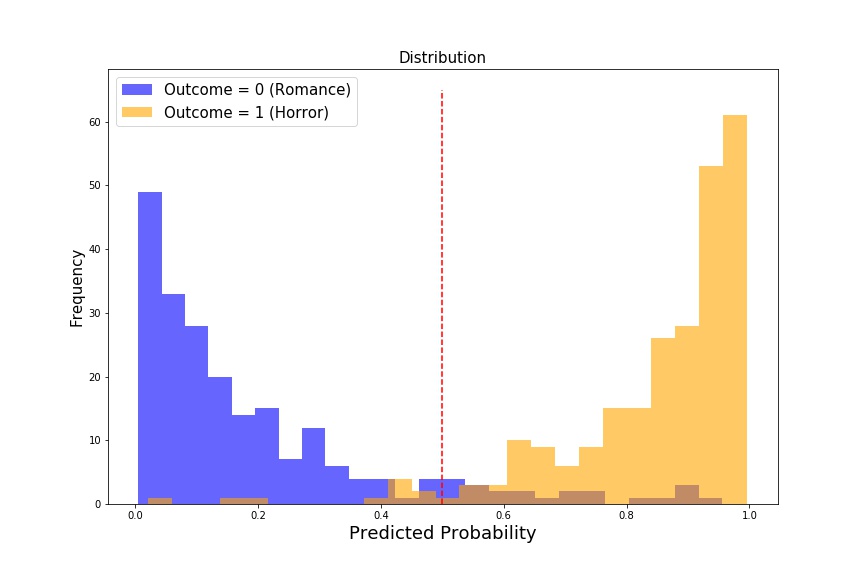 Distribution
Outcome = 0 (Romance)
Outcome = 1 (Horror)
Frequency
60
50
40
30
20
10
0
0.0 0.2 0.4 0.6 0.8 1.0
Predicted Probability